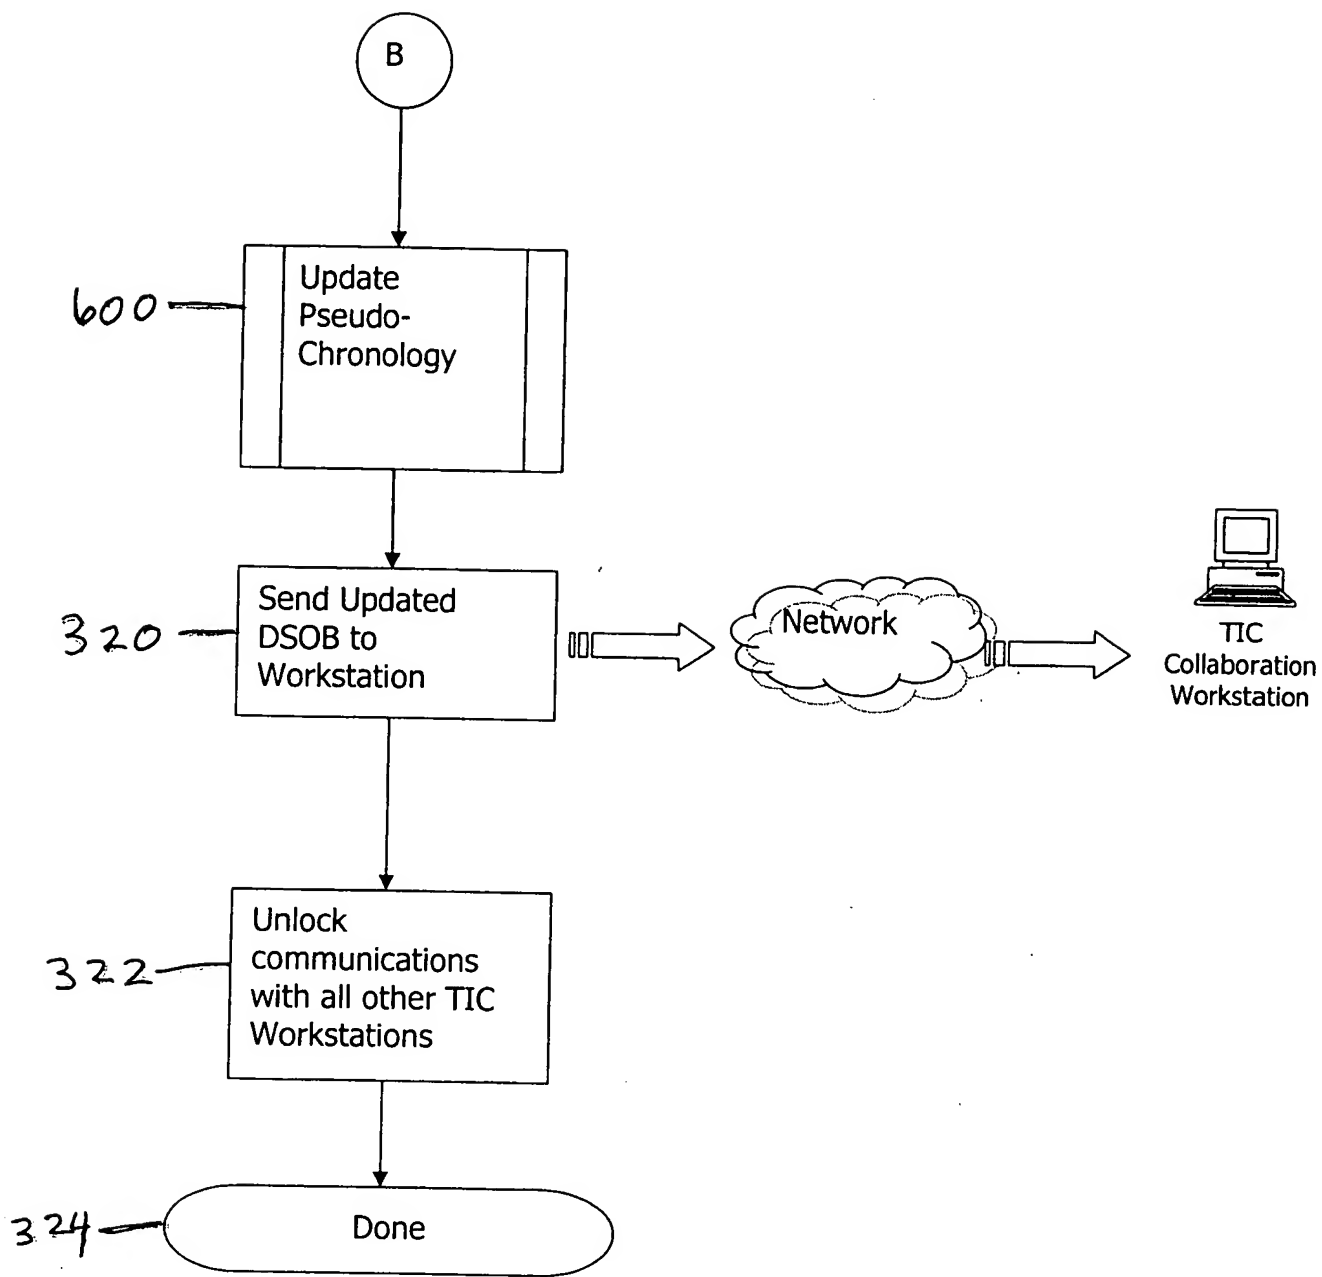 B
600
Update
Pseudo-
Chronology
320
Send Updated
DSOB to
Workstation
Network
TIC
Collaboration
Workstation
322
Unlock
communications
with all other TIC
Workstations
324
Done